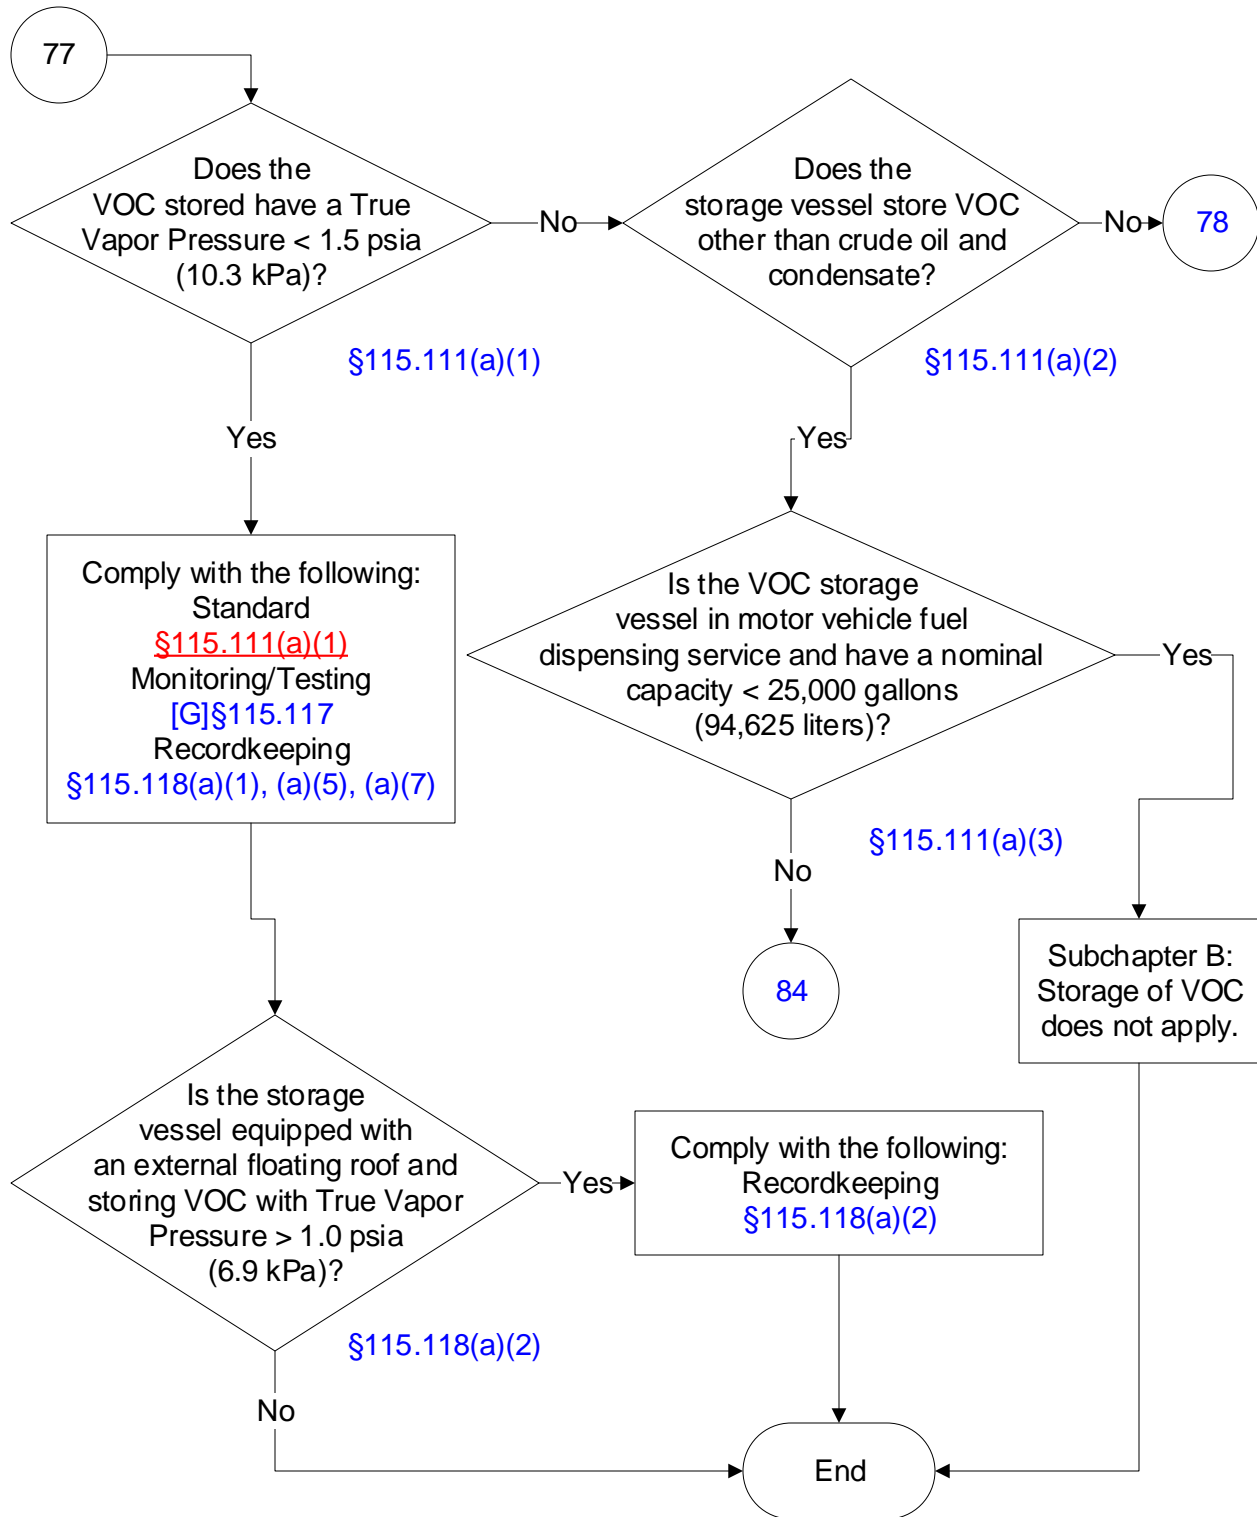 77
Does the
VOC stored have a True
Vapor Pressure < 1.5 psia
(10.3 kPa)?
No
Does the
storage vessel store VOC
other than crude oil and
condensate?
No
78
§115.111(a)(1)
§115.111(a)(2)
Yes
Yes
Comply with the following:
Standard
§115.111(a)(1)
Monitoring/Testing
[G]§115.117
Recordkeeping
§115.118(a)(1), (a)(5), (a)(7)
Is the VOC storage
vessel in motor vehicle fuel
dispensing service and have a nominal
capacity < 25,000 gallons
(94,625 liters)?
Yes
§115.111(a)(3)
No
84
Subchapter B:
Storage of VOC
does not apply.
Is the storage
vessel equipped with
an external floating roof and
storing VOC with True Vapor
Pressure > 1.0 psia
(6.9 kPa)?
Yes
Comply with the following:
Recordkeeping
§115.118(a)(2)
§115.118(a)(2)
No
End